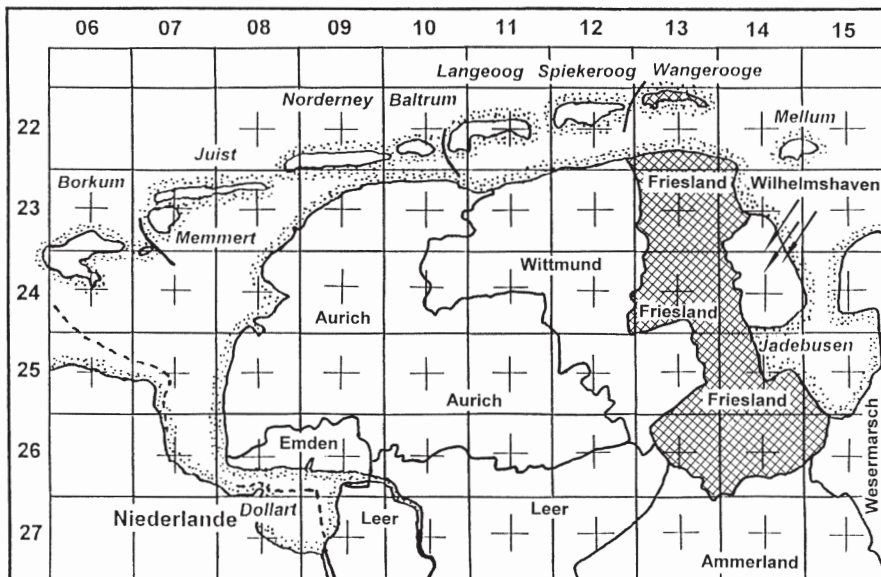 06 07 08 09 10 11 12 13 14 15
Langeoog Spiekeroog Wangerooge
Norderney Baltrum
Mellum
22
Juist
Borkum
Friesland Wilhelmshaven
23
Memmert
Wittmund
24
Aurich
Friesland
Jadebusen
25
Aurich
Friesland
Emden
26
Wesermarsch
Niederlande Dollart
Leer
Leer
27
Ammerland